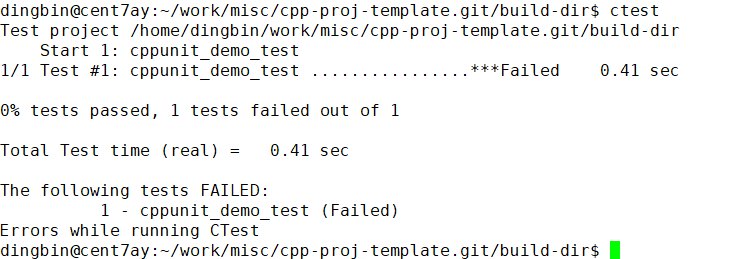 dingbin@cent7ay:~/work/misc/cpp-proj-template.git/build-dir$ ctest
Test project /home/dingbin/work/misc/cpp-proj-template.git/build-dir
    Start 1: cppunit_demo_test
1/1 Test #1: cppunit_demo_test ................***Failed    0.41 sec

0% tests passed, 1 tests failed out of 1

Total Test time (real) =   0.41 sec

The following tests FAILED:
          1 - cppunit_demo_test (Failed)
Errors while running CTest
dingbin@cent7ay:~/work/misc/cpp-proj-template.git/build-dir$